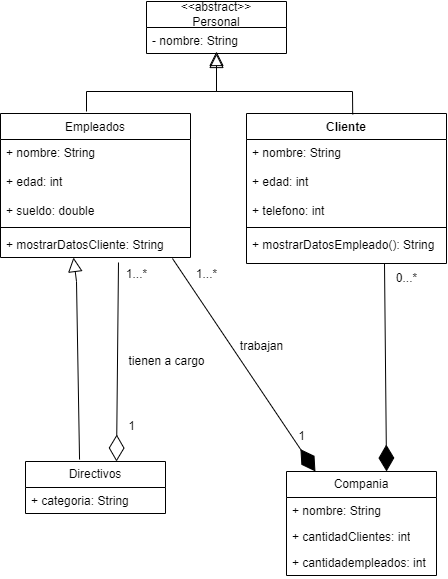 <<abstract>>
Personal
- nombre: String
Empleados
+ nombre: String
+ edad: int
+ sueldo: double
+ mostrarDatosCliente: String
Cliente
+ nombre: String
+ edad: int
+ telefono: int
+ mostrarDatosEmpleado(): String
1...*
1...*
0...*
tienen a cargo
trabajan
1
1
Directivos
+ categoria: String
Compania
+ nombre: String
+ cantidadClientes: int
+ cantidadempleados: int